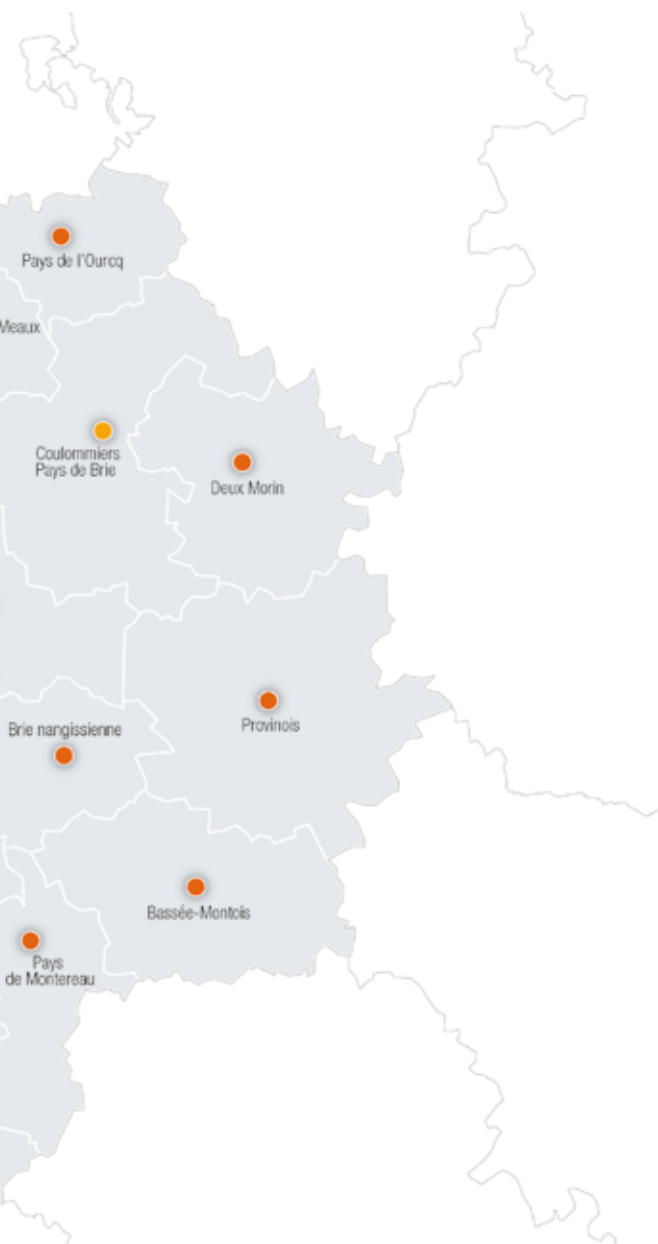 Pays de l'Ourcq
Meaux
Coulommiers
Pays de Brie
Deux Morin
Provinois
Brie nangissienne
Bassée-Montois
Pays
de Montereau